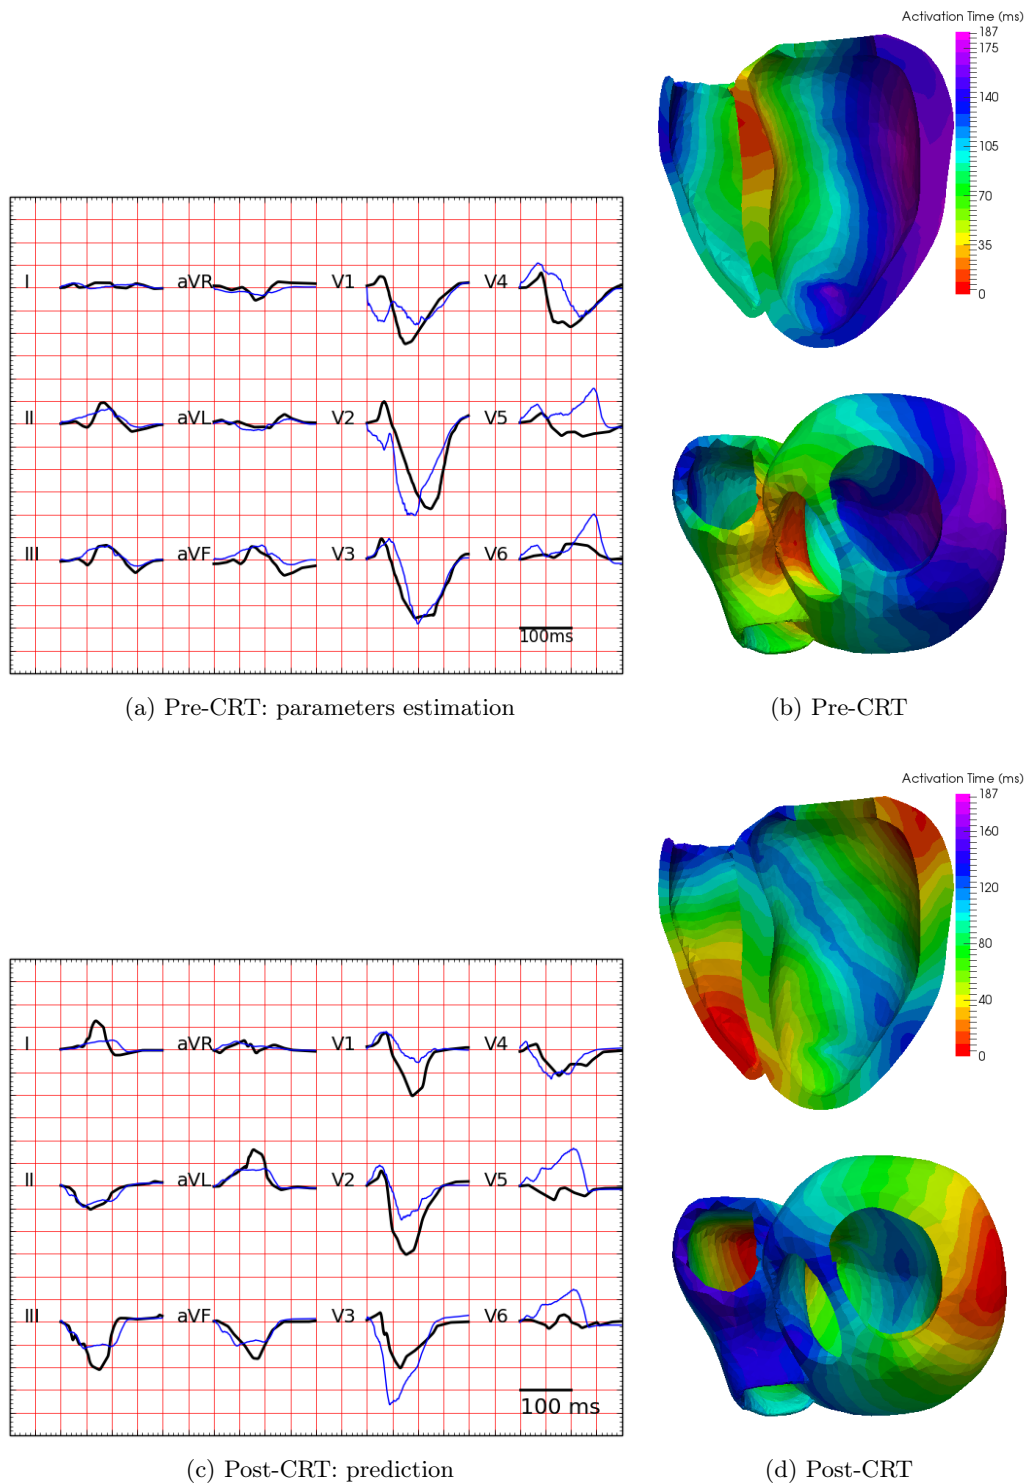 Activation Time (ms)
187
175
140
105
70
35
0
I aVR V1 V4
II aVL V2 V5
III aVF V3 V6
100ms
(a) Pre-CRT: parameters estimation
(b) Pre-CRT
Activation Time (ms)
187
160
120
80
40
0
I aVR V1 V4
II aVL V2 V5
III aVF V3 V6
100 ms
(c) Post-CRT: prediction
(d) Post-CRT